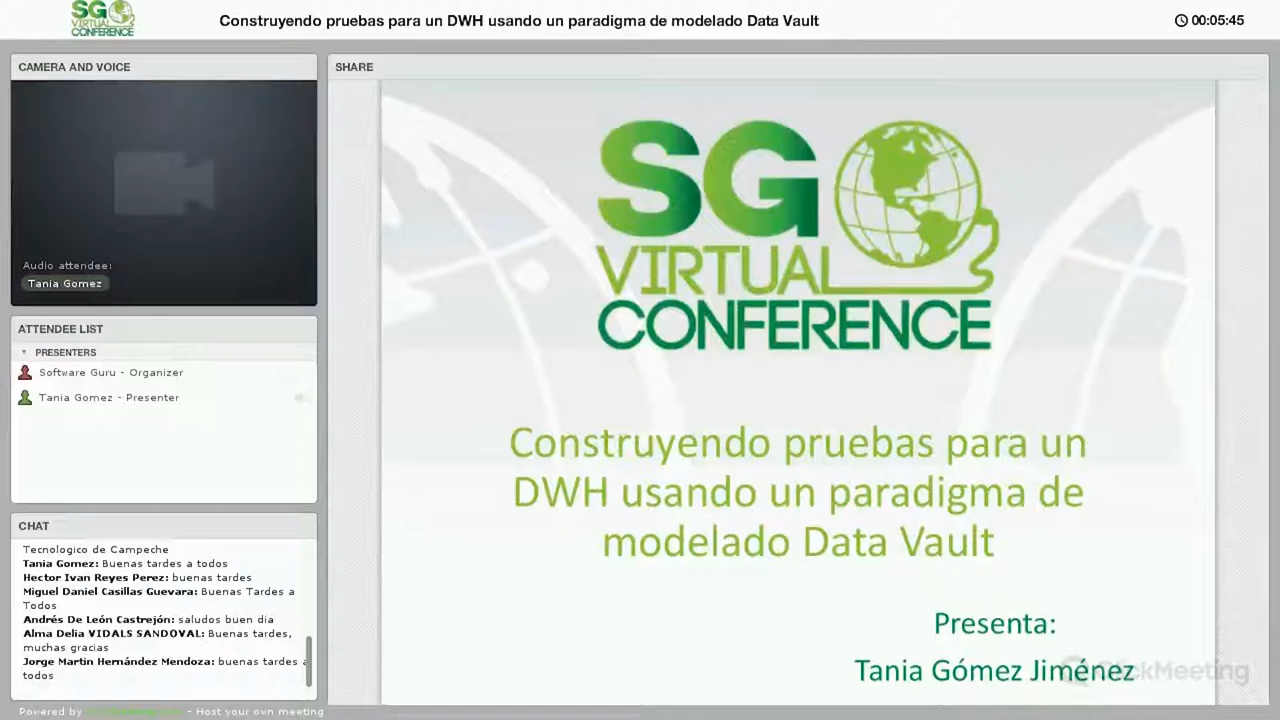 SG
VIRTUAL
CONFERENCE
Construyendo pruebas para un DWH usando un paradigma de modelado Data Vault
00:05:45
CAMERA AND VOICE
Audio attendee:
Tania Gomez
ATTENDEE LIST
PRESENTERS
Software Guru - Organizer
Tania Gomez - Presenter
CHAT
Tecnologico de Campeche
Tania Gomez: Buenas tardes a todos
Hector Ivan Reyes Perez: buenas tardes
Miguel Daniel Casillas Guevara: Buenas Tardes a
Todos
Andrés De León Castrejón: saludos buen dia
Alma Delia VIDALS SANDOVAL: Buenas tardes,
muchas gracias
Jorge Martin Hernández Mendoza: buenas tardes a
todos
Powered by - Host your own meeting
SHARE
SG
VIRTUAL
CONFERENCE
Construyendo pruebas para un
DWH usando un paradigma de
modelado Data Vault
Presenta:
Tania Gómez Jiménez
ClickMeeting